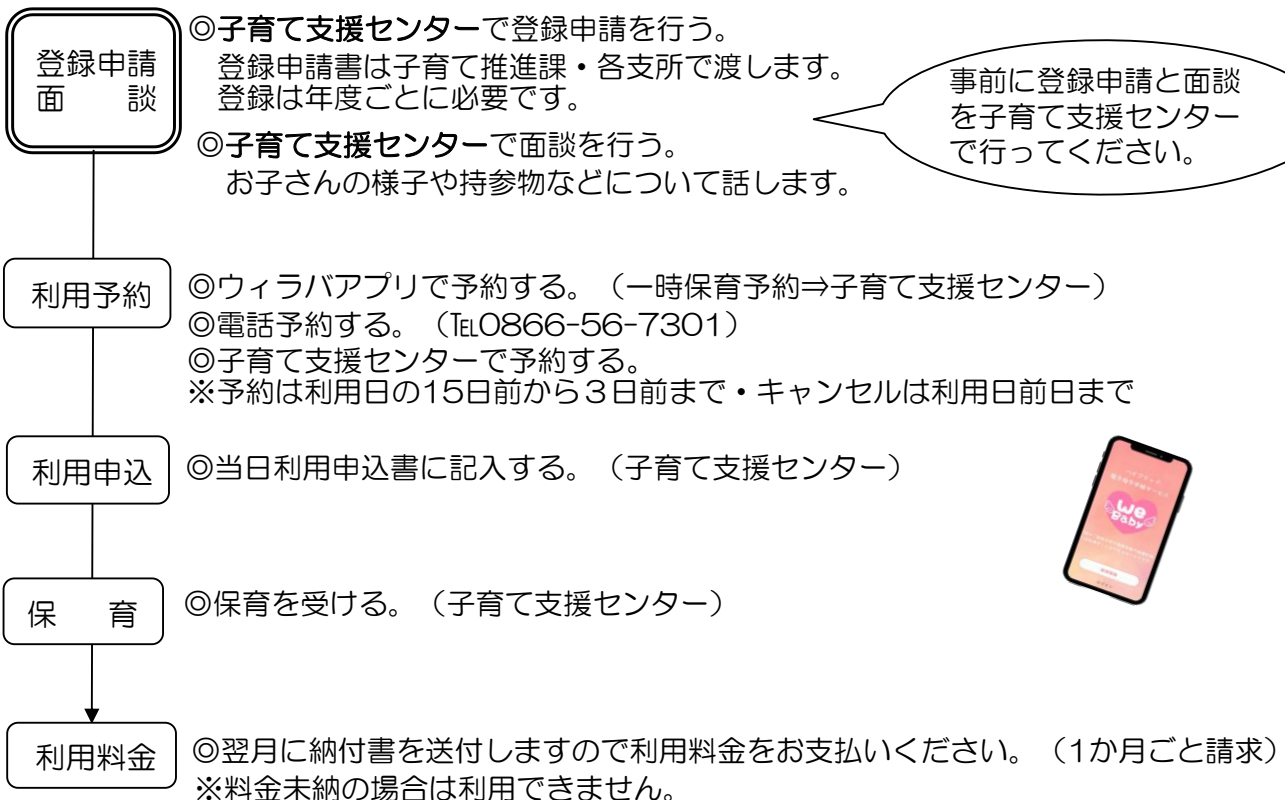 登録申請
面　　談
◎子育て支援センターで登録申請を行う。
登録申請書は子育て推進課・各支所で渡します。
登録は年度ごとに必要です。
◎子育て支援センターで面談を行う。
お子さんの様子や持参物などについて話します。
事前に登録申請と面談
を子育て支援センター
で行ってください。
利用予約
◎ウィラバアプリで予約する。（一時保育予約⇒子育て支援センター）
◎電話予約する。（℡0866-56-7301）
◎子育て支援センターで予約する。
※予約は利用日の15日前から３日前まで・キャンセルは利用日前日まで
利用申込
◎当日利用申込書に記入する。（子育て支援センター）
We
Baby
保　育
◎保育を受ける。（子育て支援センター）
利用料金
◎翌月に納付書を送付しますので利用料金をお支払いください。（1か月ごと請求）
※料金未納の場合は利用できません。